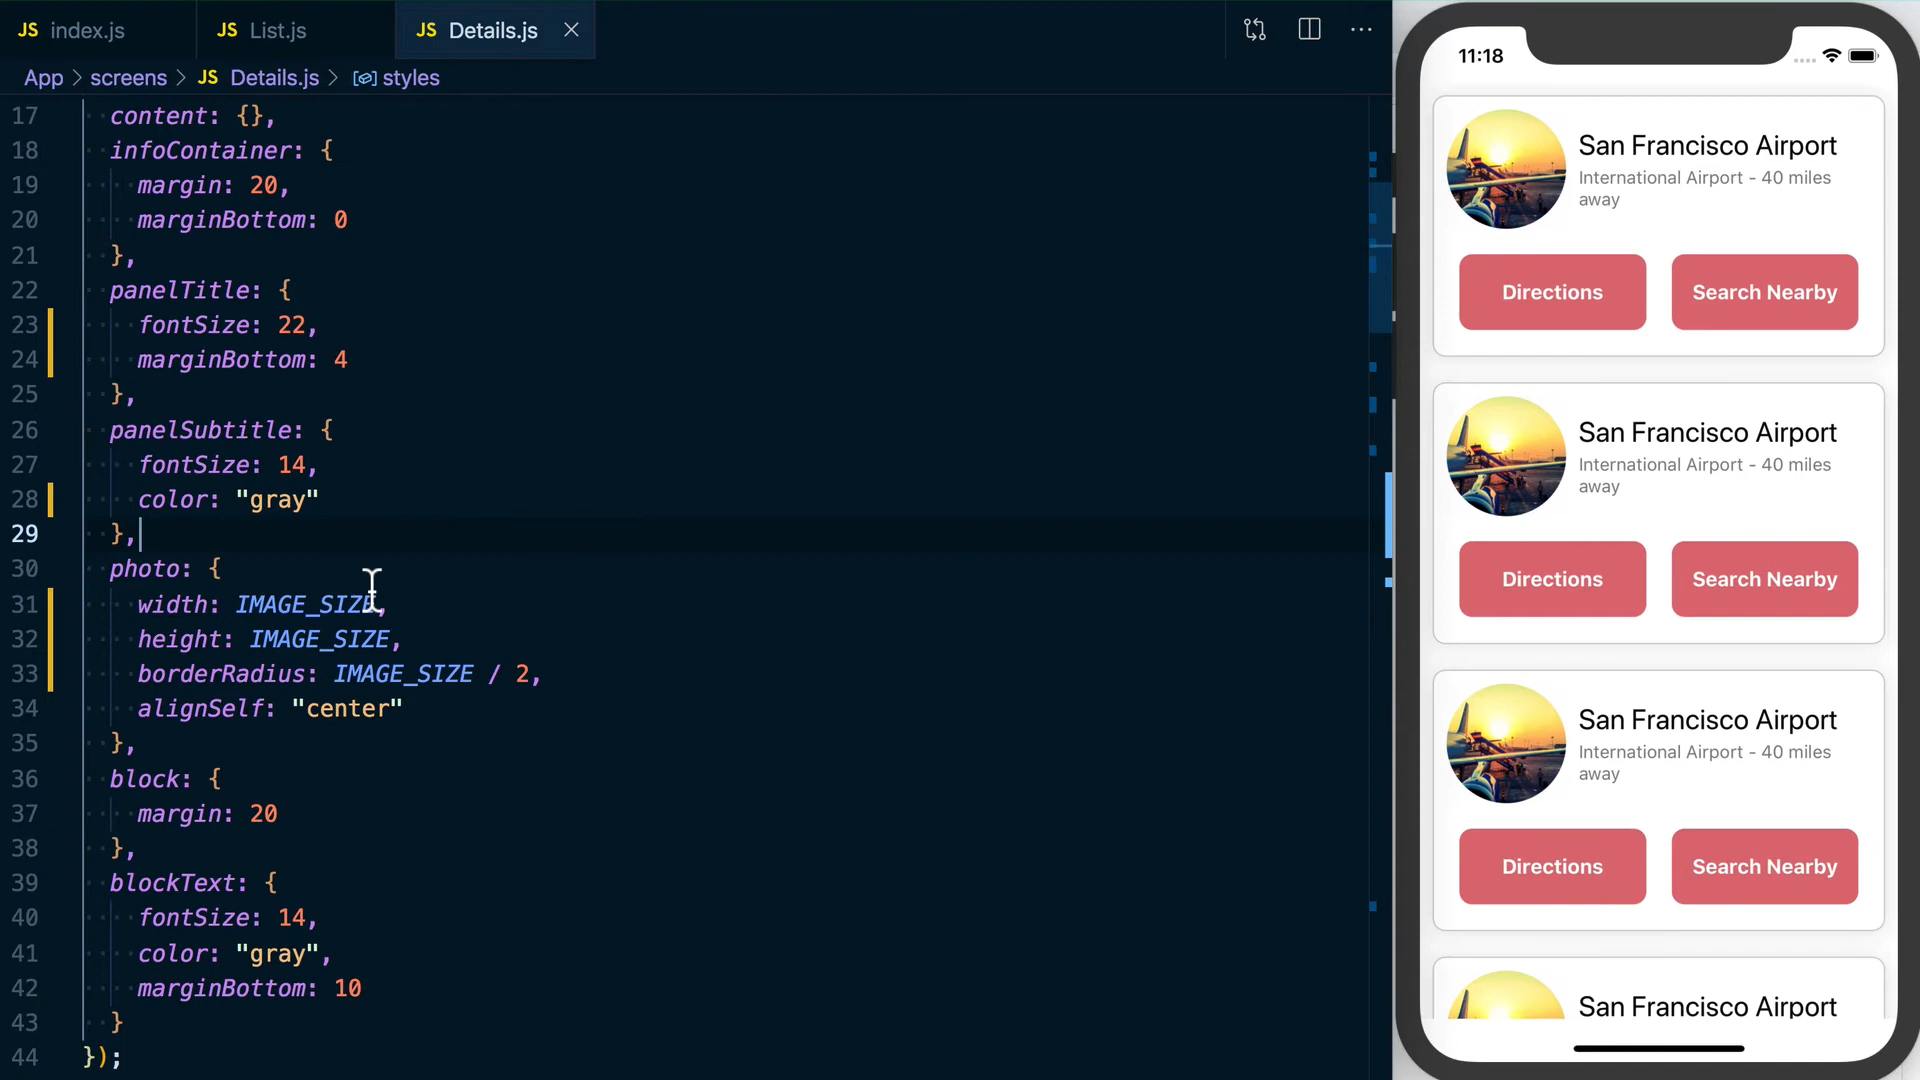 JS index.js
JS List.js
JS Details.js
App > screens > JS Details.js > styles
17 content: {},
18 infoContainer: {
19 margin: 20,
20 marginBottom: 0
21 },
22 panelTitle: {
23 fontSize: 22,
24 marginBottom: 4
25 },
26 panelSubtitle: {
27 fontSize: 14,
28 color: "gray"
29 },
30 photo: {
31 width: IMAGE_SIZE,
32 height: IMAGE_SIZE,
33 borderRadius: IMAGE_SIZE / 2,
34 alignSelf: "center"
35 },
36 block: {
37 margin: 20
38 },
39 blockText: {
40 fontSize: 14,
41 color: "gray",
42 marginBottom: 10
43 }
44 });
11:18
San Francisco Airport
International Airport - 40 miles
away
Directions
Search Nearby
San Francisco Airport
International Airport - 40 miles
away
Directions
Search Nearby
San Francisco Airport
International Airport - 40 miles
away
Directions
Search Nearby
San Francisco Airport